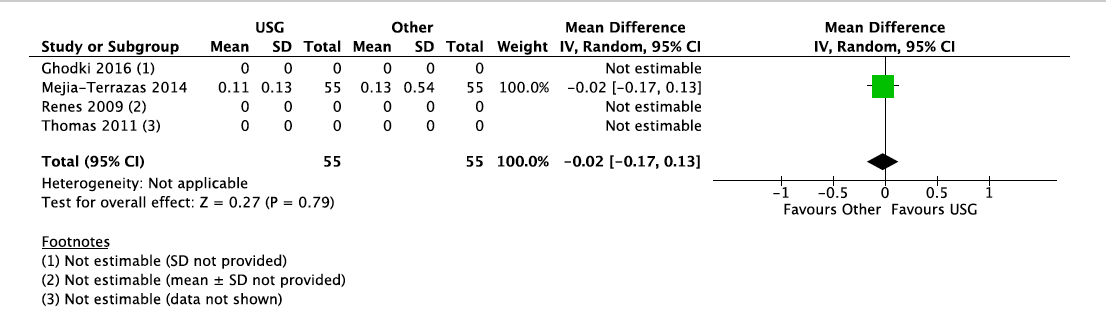 USG Other Mean Difference Mean Difference
Study or Subgroup Mean SD Total Mean SD Total Weight IV, Random, 95% CI IV, Random, 95% CI
Ghodki 2016 (1) 0 0 0 0 0 0 Not estimable
Mejia-Terrazas 2014 0.11 0.13 55 0.13 0.54 55 100.0% −0.02 [−0.17, 0.13]
Renes 2009 (2) 0 0 0 0 0 0 Not estimable
Thomas 2011 (3) 0 0 0 0 0 0 Not estimable
Total (95% CI) 55 55 100.0% −0.02 [−0.17, 0.13]
Heterogeneity: Not applicable
Test for overall effect: Z = 0.27 (P = 0.79)
−1 −0.5 0 0.5 1
Favours Other Favours USG
Footnotes
(1) Not estimable (SD not provided)
(2) Not estimable (mean ± SD not provided)
(3) Not estimable (data not shown)